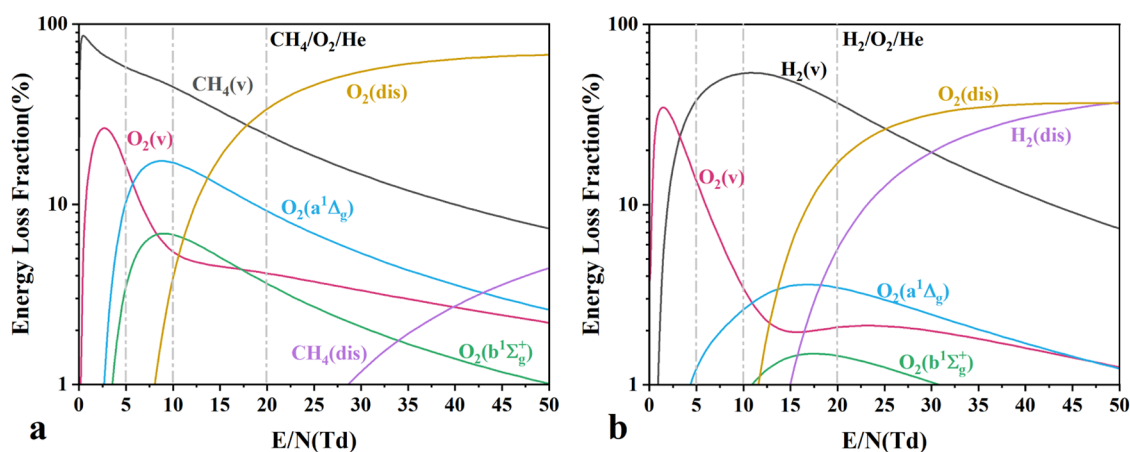 100
10
1
Energy Loss Fraction(%)
CH₄/O₂/He
CH₄(v)
O₂(dis)
O₂(v)
O₂(a¹Δg)
O₂(b¹Σg⁺)
CH₄(dis)
0 5 10 15 20 25 30 35 40 45 50
E/N(Td)
a
100
10
1
Energy Loss Fraction(%)
H₂/O₂/He
H₂(v)
O₂(dis)
H₂(dis)
O₂(v)
O₂(a¹Δg)
O₂(b¹Σg⁺)
0 5 10 15 20 25 30 35 40 45 50
E/N(Td)
b